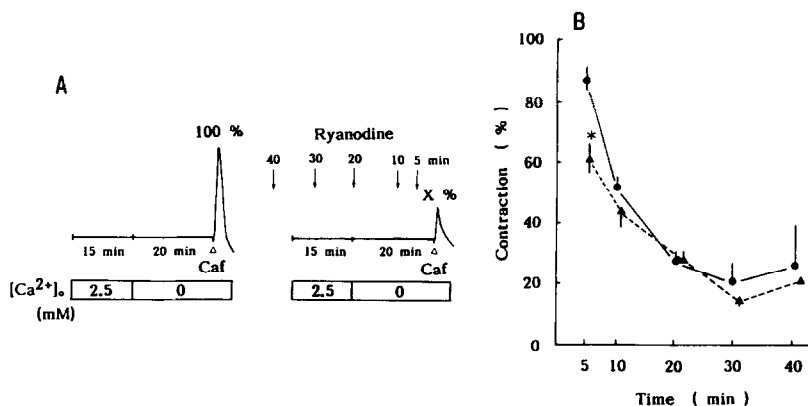 A
100 %
15 min
20 min
Caf
[Ca²⁺]ₒ
(mM)
2.5
0
Ryanodine
40
30
20
10
5 min
X %
15 min
20 min
Caf
2.5
0
B
Contraction ( % )
100
80
60
40
20
0
*
5
10
20
30
40
Time ( min )